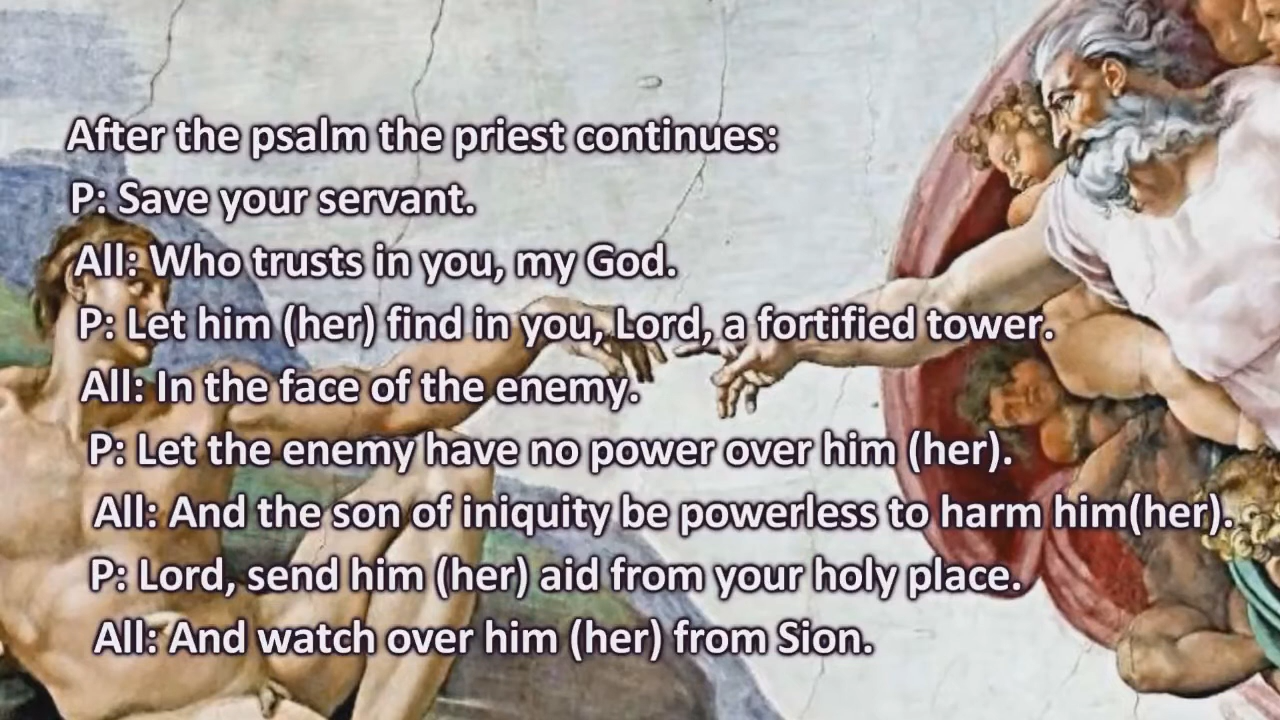 After the psalm the priest continues:
P: Save your servant.
All: Who trusts in you, my God.
P: Let him (her) find in you, Lord, a fortified tower.
All: In the face of the enemy.
P: Let the enemy have no power over him (her).
All: And the son of iniquity be powerless to harm him(her).
P: Lord, send him (her) aid from your holy place.
All: And watch over him (her) from Sion.